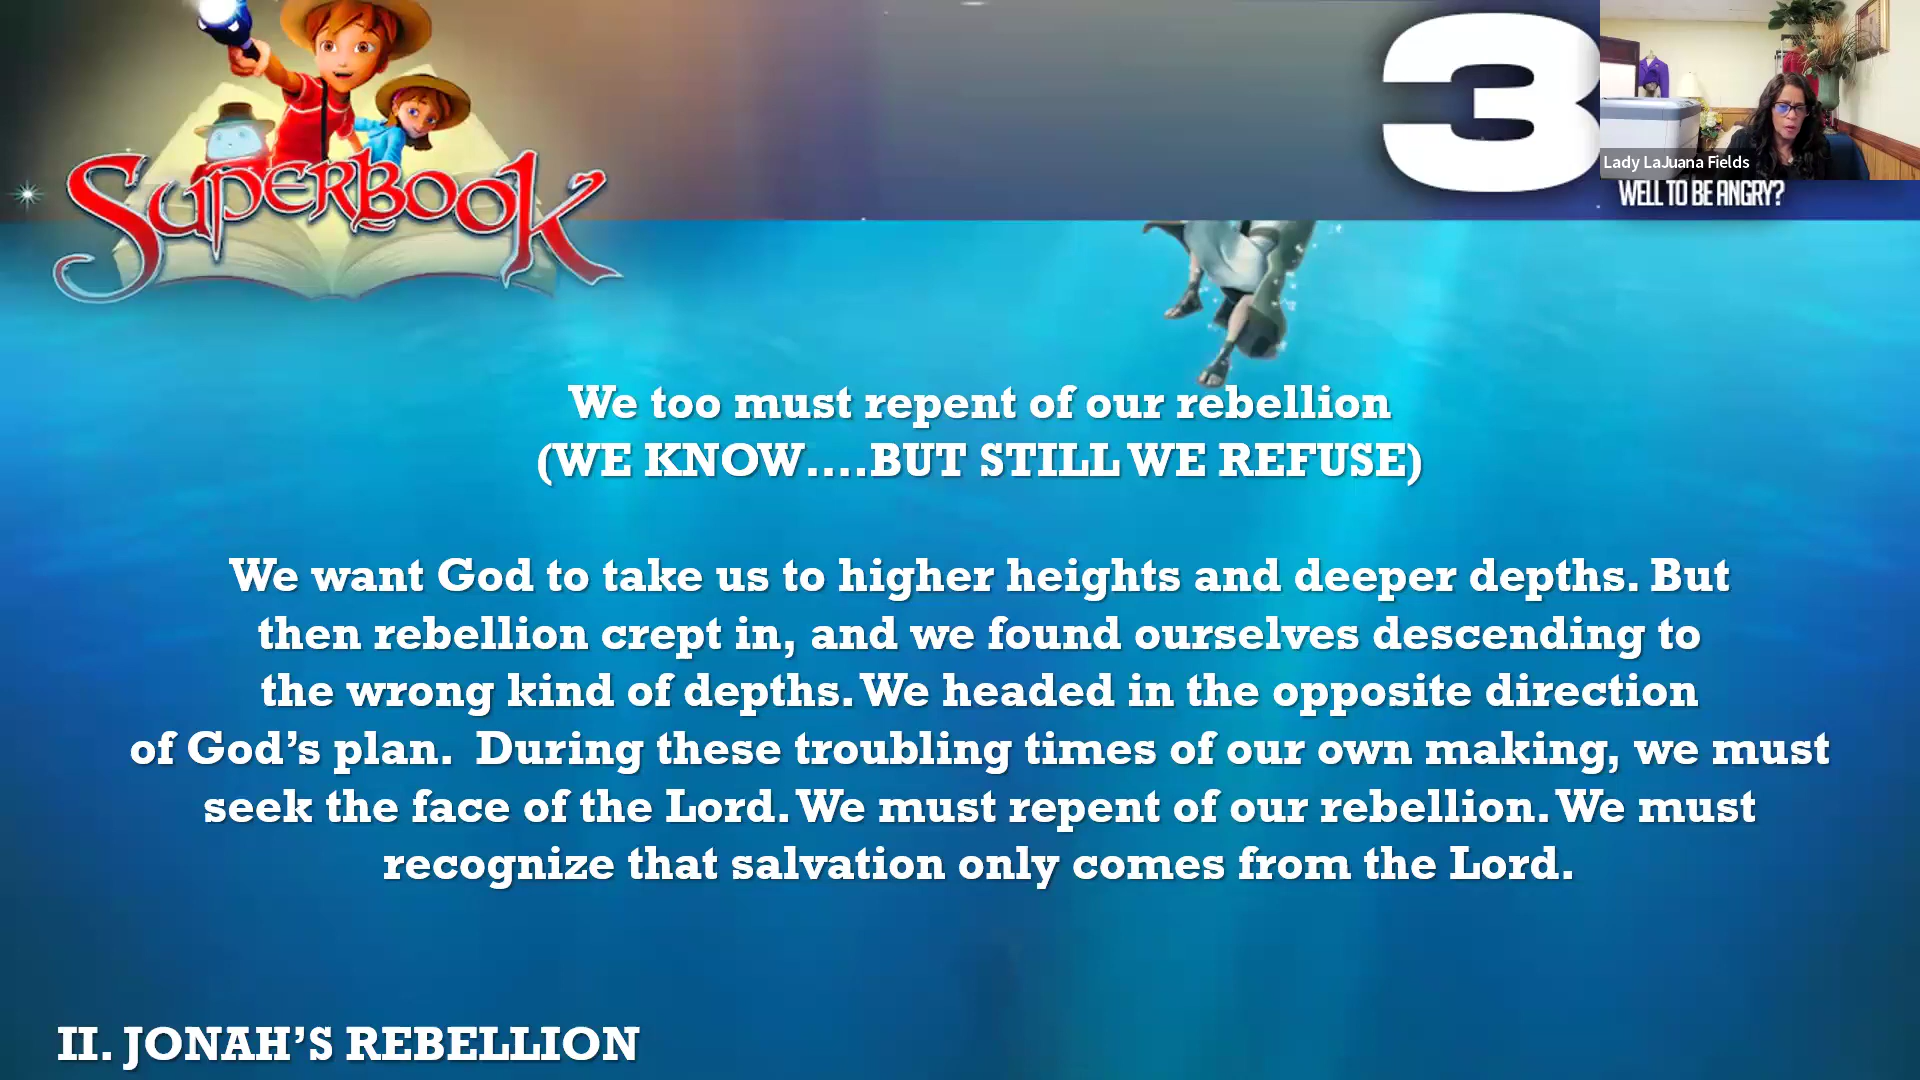 SUPERBOOK
3
Lady LaJuana Fields
WELL TO BE ANGRY?
We too must repent of our rebellion
(WE KNOW....BUT STILL WE REFUSE)
We want God to take us to higher heights and deeper depths. But
then rebellion crept in, and we found ourselves descending to
the wrong kind of depths. We headed in the opposite direction
of God’s plan.  During these troubling times of our own making, we must
seek the face of the Lord. We must repent of our rebellion. We must
recognize that salvation only comes from the Lord.
II. JONAH’S REBELLION